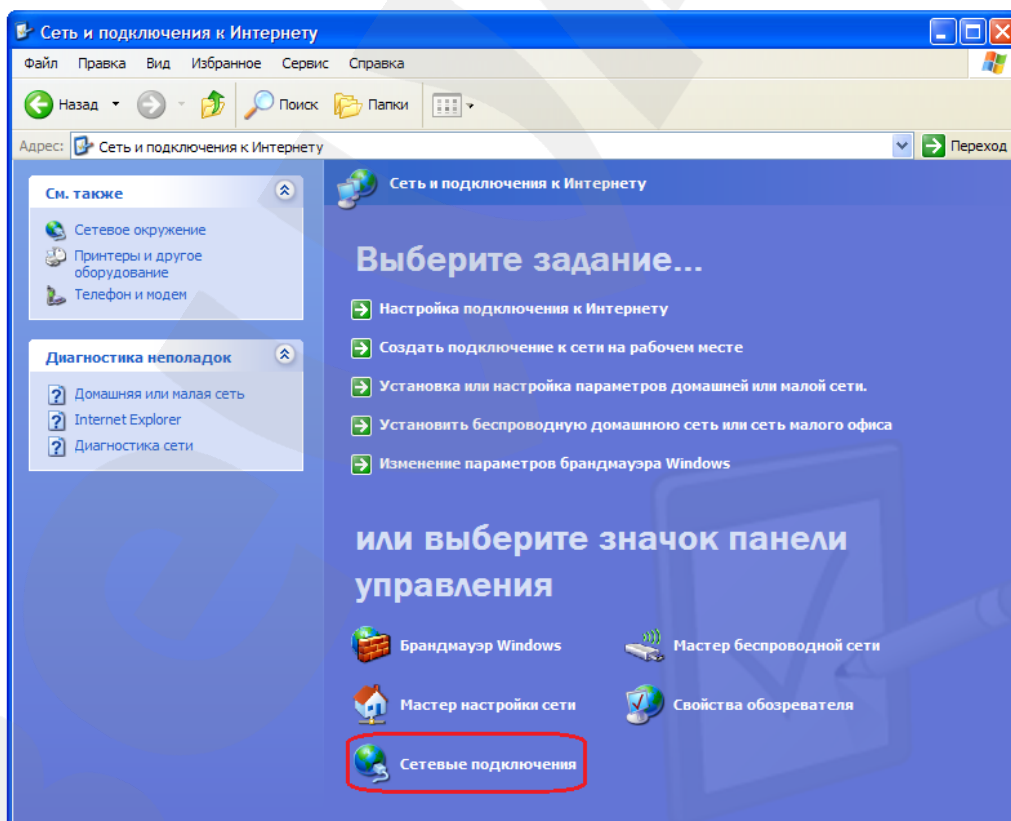 Сеть и подключения к Интернету
Файл Правка Вид Избранное Сервис Справка
Назад Поиск Папки
Адрес: Сеть и подключения к Интернету Переход
См. также
Сетевое окружение
Принтеры и другое
оборудование
Телефон и модем
Диагностика неполадок
Домашняя или малая сеть
Internet Explorer
Диагностика сети
Сеть и подключения к Интернету
Выберите задание...
Настройка подключения к Интернету
Создать подключение к сети на рабочем месте
Установка или настройка параметров домашней или малой сети.
Установить беспроводную домашнюю сеть или сеть малого офиса
Изменение параметров брандмауэра Windows
или выберите значок панели
управления
Брандмауэр Windows
Мастер беспроводной сети
Мастер настройки сети
Свойства обозревателя
Сетевые подключения